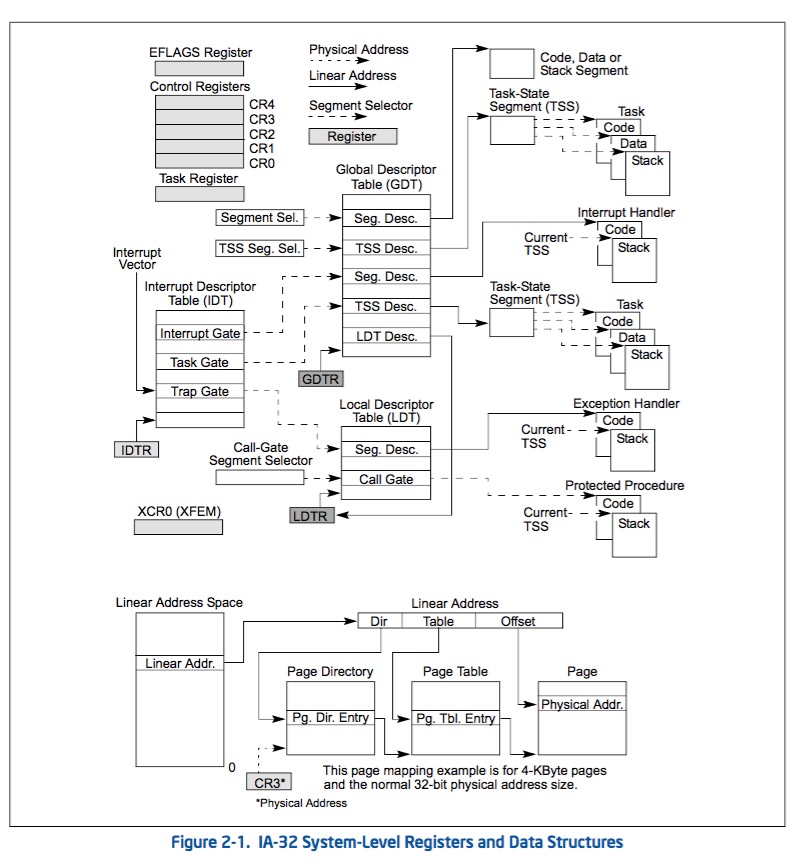 EFLAGS Register
Control Registers
CR4
CR3
CR2
CR1
CR0
Task Register
Physical Address
Linear Address
Segment Selector
Register
Global Descriptor
Table (GDT)
Segment Sel.
Seg. Desc.
TSS Seg. Sel.
TSS Desc.
Seg. Desc.
TSS Desc.
LDT Desc.
GDTR
Code, Data or
Stack Segment
Task-State
Segment (TSS)
Task
Code
Data
Stack
Interrupt Handler
Code
Current
TSS
Stack
Task-State
Segment (TSS)
Task
Code
Data
Stack
Interrupt
Vector
Interrupt Descriptor
Table (IDT)
Interrupt Gate
Task Gate
Trap Gate
IDTR
Local Descriptor
Table (LDT)
Call-Gate
Segment Selector
Seg. Desc.
Call Gate
LDTR
Exception Handler
Code
Current
TSS
Stack
Protected Procedure
Code
Current
TSS
Stack
XCR0 (XFEM)
Linear Address Space
Linear Addr.
0
Linear Address
Dir
Table
Offset
Page Directory
Pg. Dir. Entry
Page Table
Pg. Tbl. Entry
Page
Physical Addr.
CR3*
*Physical Address
This page mapping example is for 4-KByte pages
and the normal 32-bit physical address size.
Figure 2-1. IA-32 System-Level Registers and Data Structures